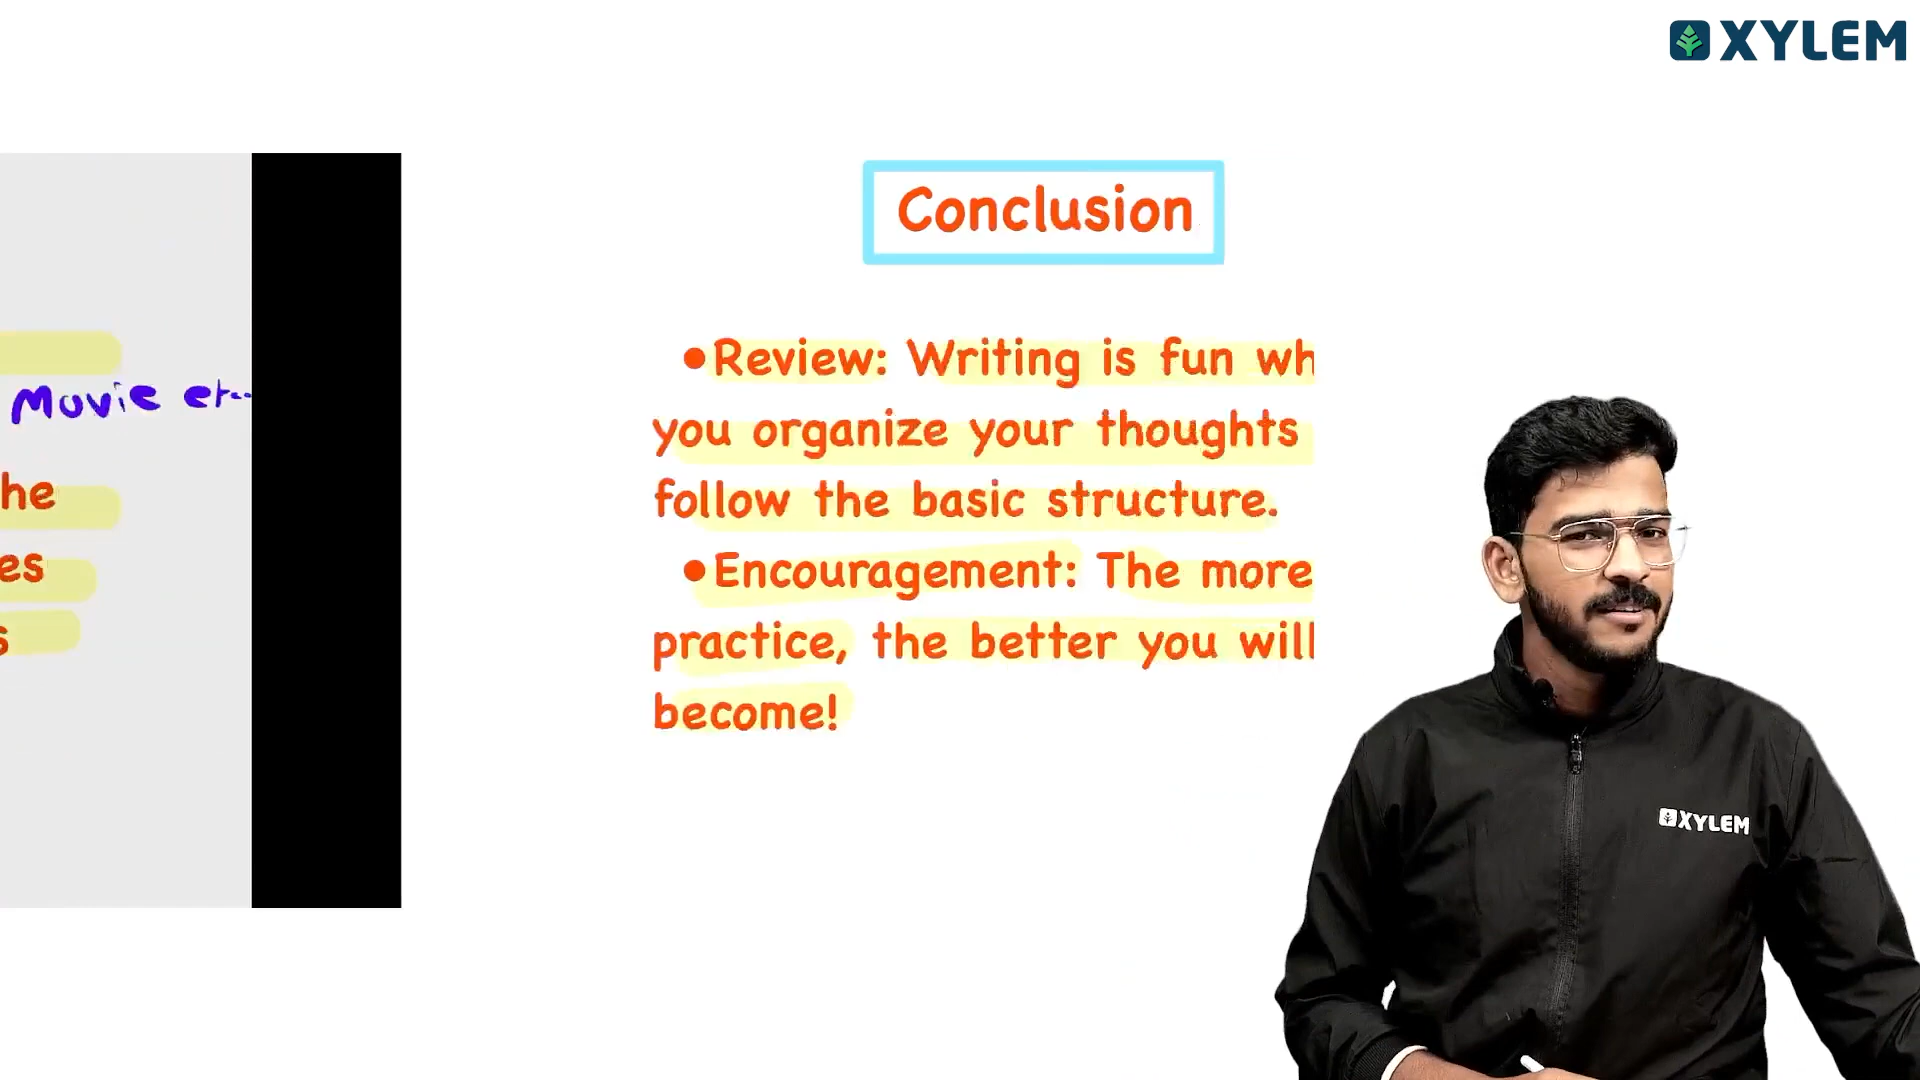 XYLEM
Movie etc..
he
es
s
Conclusion
•Review: Writing is fun wh
you organize your thoughts
follow the basic structure.
•Encouragement: The more
practice, the better you will
become!
XYLEM